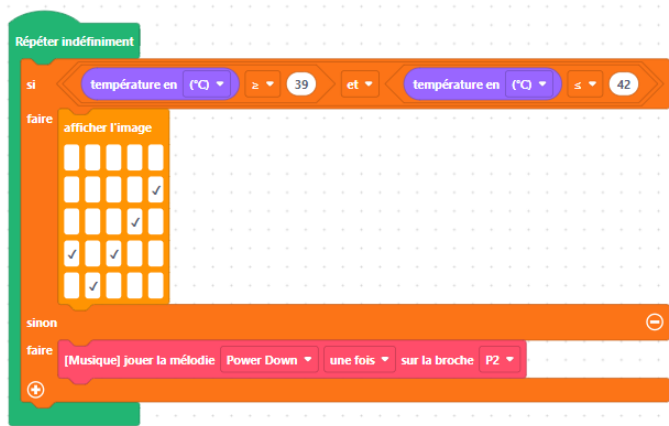 Répéter indéfiniment
si température en (°C) ≥ 39 et température en (°C) ≤ 42
faire afficher l'image
sinon
faire [Musique] jouer la mélodie Power Down une fois sur la broche P2